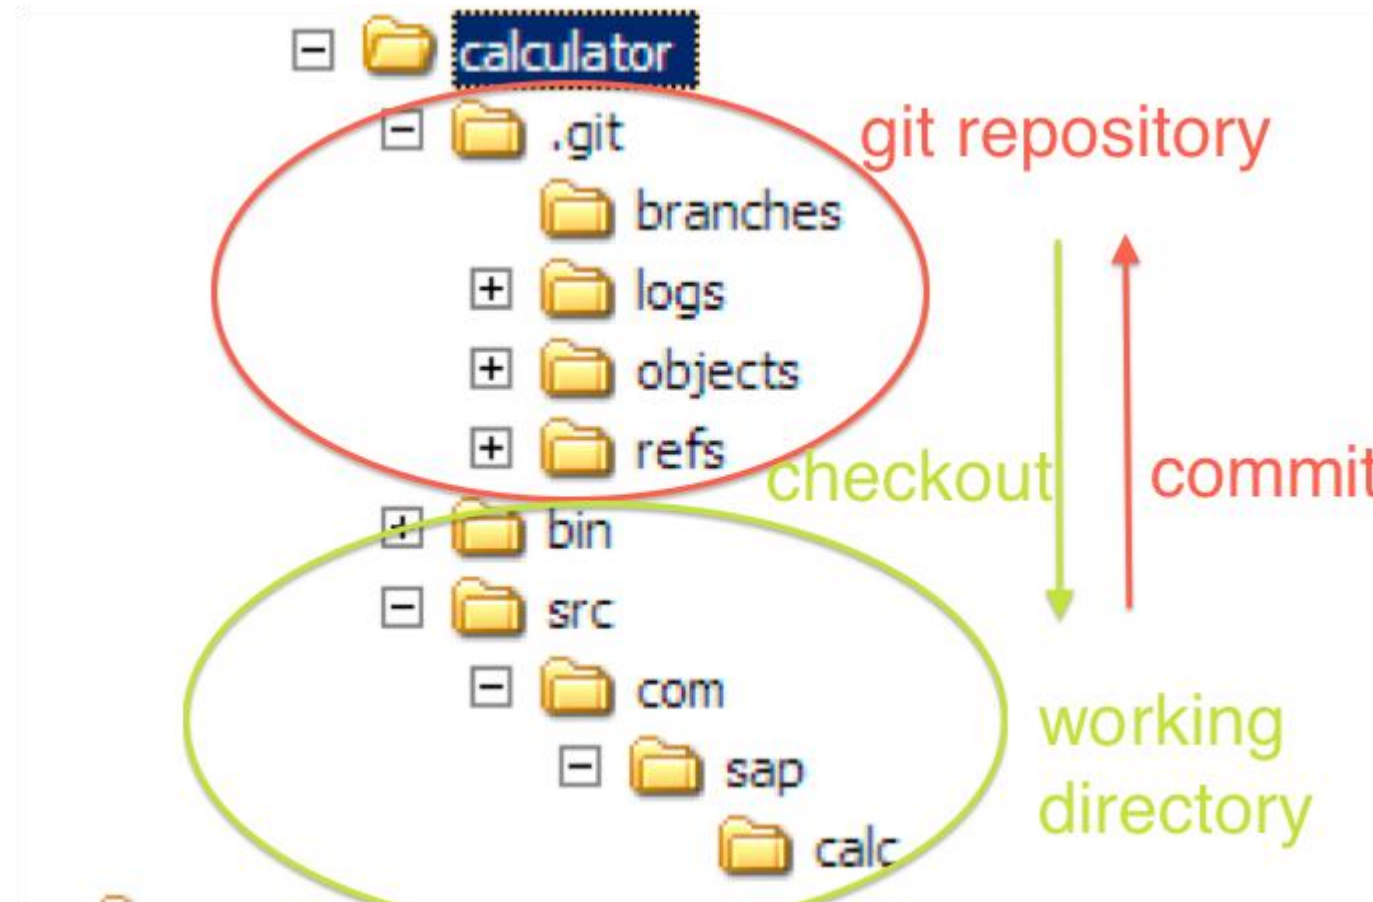 calculator
.git
git repository
branches
logs
objects
refs
checkout
commit
bin
src
com
working
directory
sap
calc